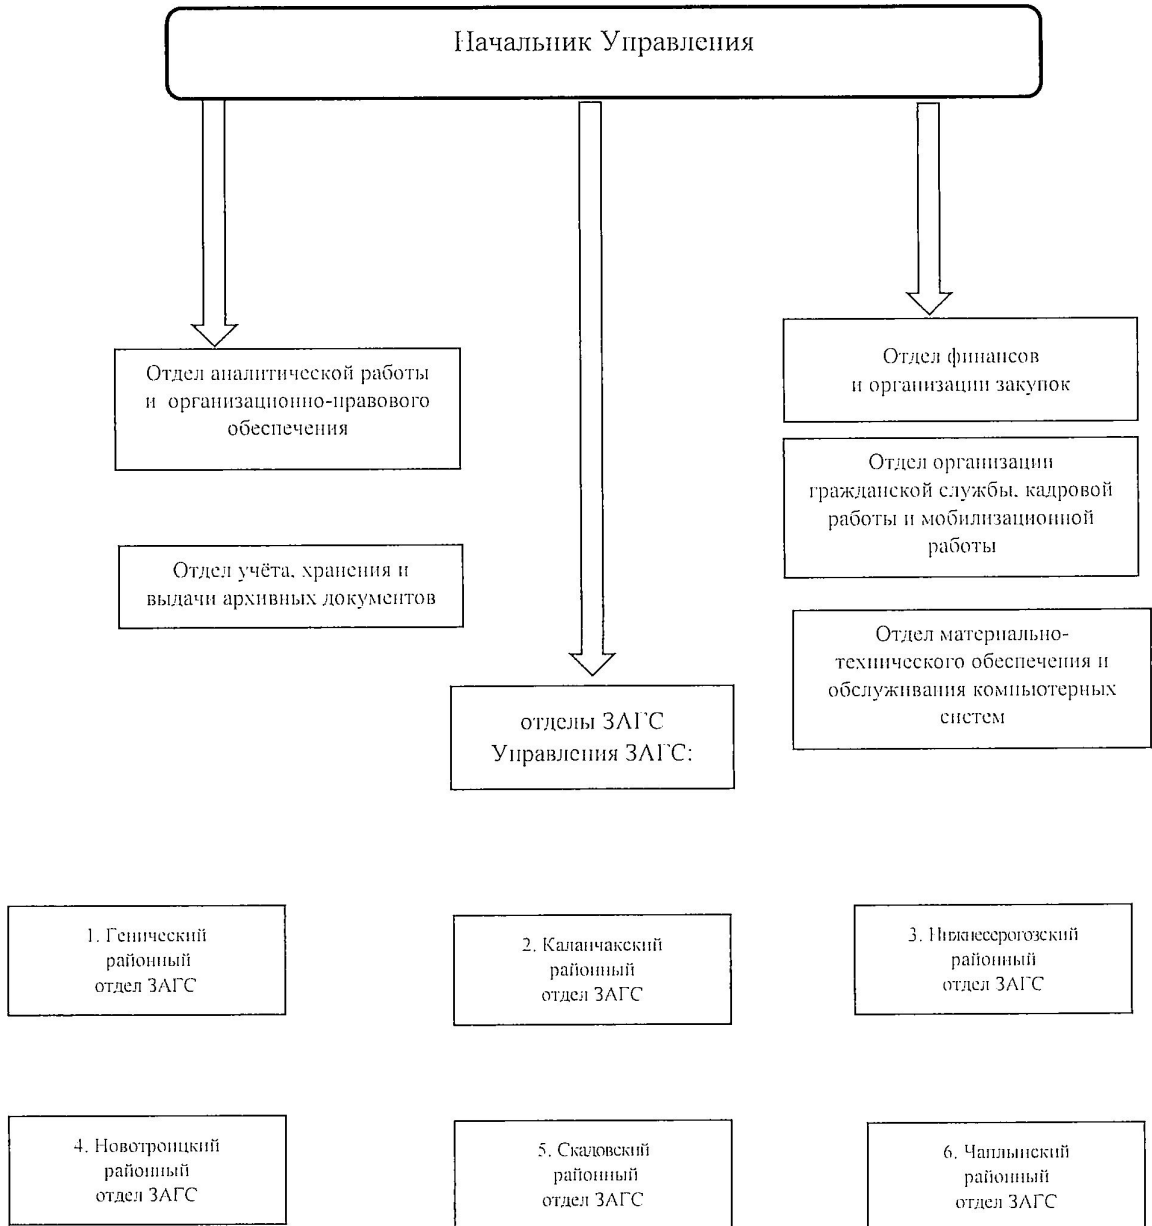 Начальник Управления
Отдел аналитической работы
и организационно-правового
обеспечения
Отдел учёта, хранения и
выдачи архивных документов
Отдел финансов
и организации закупок
Отдел организации
гражданской службы, кадровой
работы и мобилизационной
работы
Отдел материально-
технического обеспечения и
обслуживания компьютерных
систем
отделы ЗАГС
Управления ЗАГС:
1. Генический
районный
отдел ЗАГС
2. Каланчакский
районный
отдел ЗАГС
3. Нижнесерогозский
районный
отдел ЗАГС
4. Новотроицкий
районный
отдел ЗАГС
5. Скадовский
районный
отдел ЗАГС
6. Чаплынский
районный
отдел ЗАГС